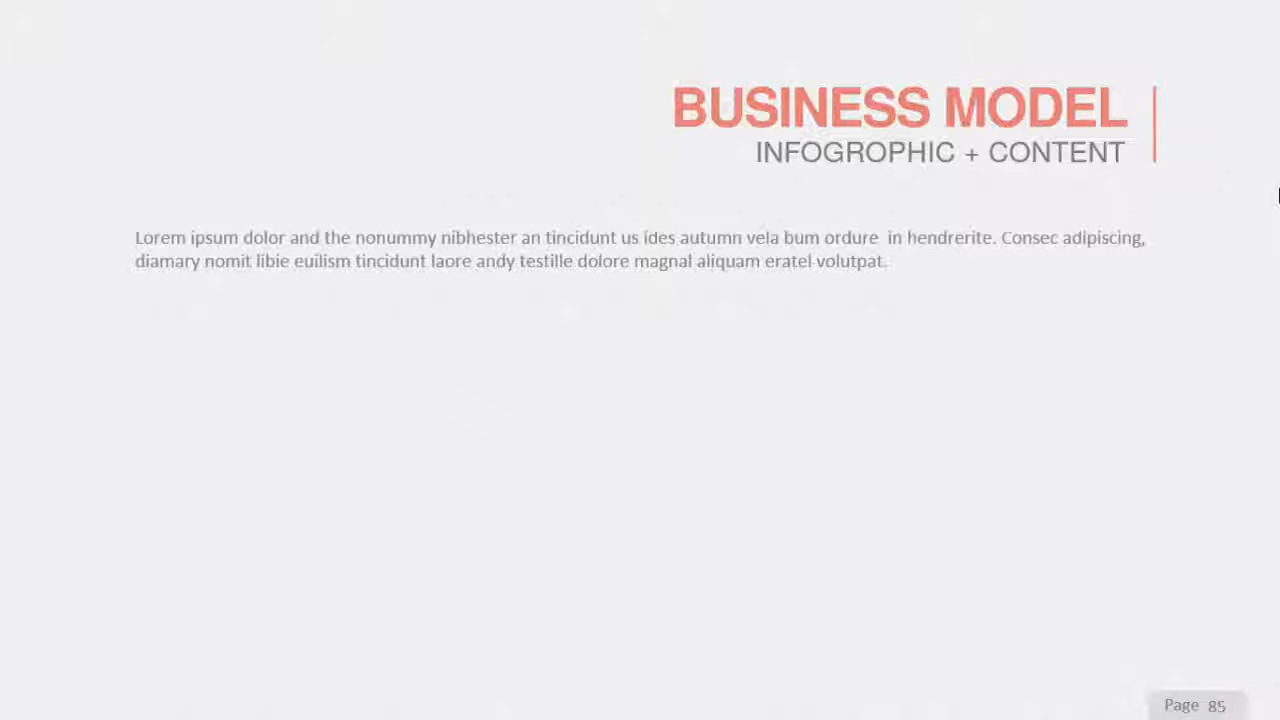 BUSINESS MODEL
INFOGROPHIC + CONTENT
Lorem ipsum dolor and the nonummy nibhester an tincidunt us ides autumn vela bum ordure  in hendrerite. Consec adipiscing,
diamary nomit libie euilism tincidunt laore andy testille dolore magnal aliquam eratel volutpat.
Page 85